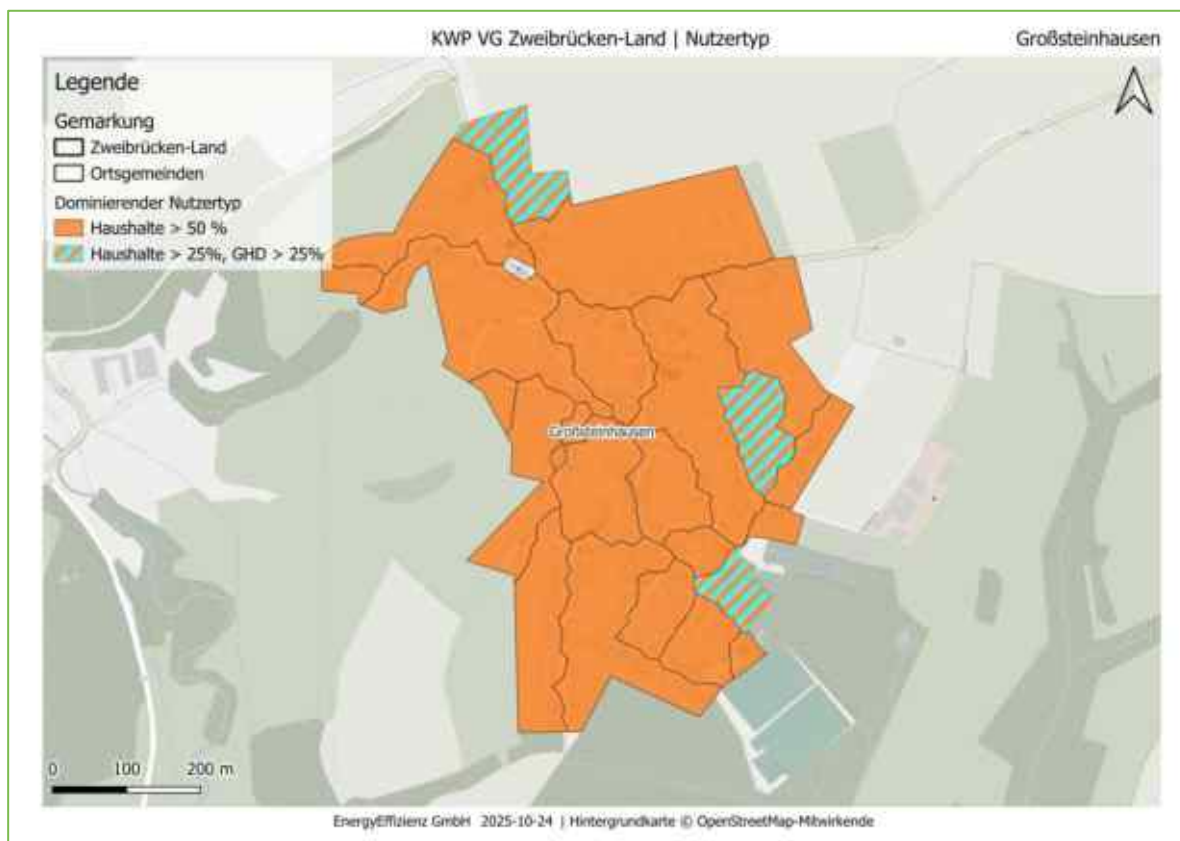 KWP VG Zweibrücken-Land | Nutzertyp
Großsteinhausen
Legende
Gemarkung
Zweibrücken-Land
Ortsgemeinden
Dominierender Nutzertyp
Haushalte > 50 %
Haushalte > 25%, GHD > 25%
Großsteinhausen
0 100 200 m
EnergyEffizienz GmbH 2025-10-24 | Hintergrundkarte © OpenStreetMap-Mitwirkende